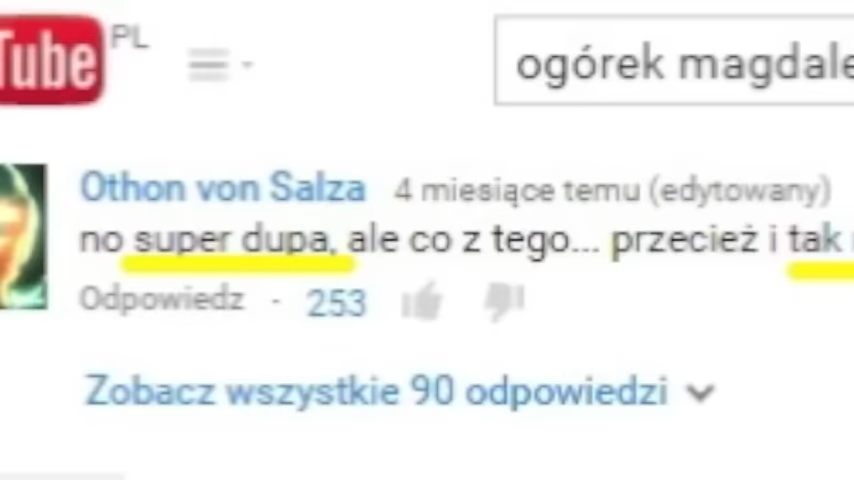 Tube PL
ogórek magdale
Othon von Salza 4 miesiące temu (edytowany)
no super dupa, ale co z tego... przecież i tak
Odpowiedz · 253
Zobacz wszystkie 90 odpowiedzi